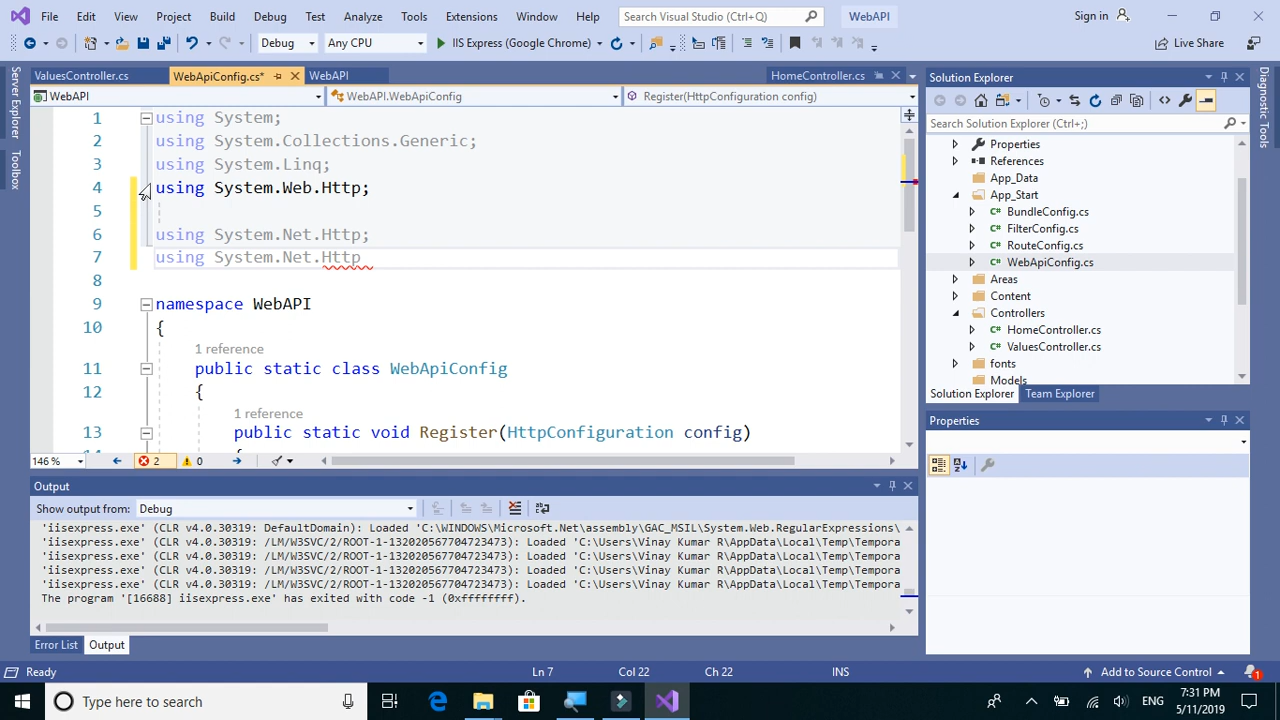 File Edit View Project Build Debug Test Analyze Tools Extensions Window Help Search Visual Studio (Ctrl+Q) WebAPI Sign in
Debug Any CPU IIS Express (Google Chrome) Live Share
Server Explorer
Toolbox
ValuesController.cs WebApiConfig.cs* WebAPI HomeController.cs
WebAPI WebAPI.WebApiConfig Register(HttpConfiguration config)
1 using System;
2 using System.Collections.Generic;
3 using System.Linq;
4 using System.Web.Http;
5
6 using System.Net.Http;
7 using System.Net.Http
8
9 namespace WebAPI
10 {
1 reference
11 public static class WebApiConfig
12 {
1 reference
13 public static void Register(HttpConfiguration config)
146 % 2 0
Output
Show output from: Debug
'iisexpress.exe' (CLR v4.0.30319: DefaultDomain): Loaded 'C:\WINDOWS\Microsoft.Net\assembly\GAC_MSIL\System.Web.RegularExpressions\
'iisexpress.exe' (CLR v4.0.30319: /LM/W3SVC/2/ROOT-1-132020567704723473): Loaded 'C:\Users\Vinay Kumar R\AppData\Local\Temp\Tempora
'iisexpress.exe' (CLR v4.0.30319: /LM/W3SVC/2/ROOT-1-132020567704723473): Loaded 'C:\Users\Vinay Kumar R\AppData\Local\Temp\Tempora
'iisexpress.exe' (CLR v4.0.30319: /LM/W3SVC/2/ROOT-1-132020567704723473): Loaded 'C:\Users\Vinay Kumar R\AppData\Local\Temp\Tempora
'iisexpress.exe' (CLR v4.0.30319: /LM/W3SVC/2/ROOT-1-132020567704723473): Loaded 'C:\Users\Vinay Kumar R\AppData\Local\Temp\Tempora
The program '[16688] iisexpress.exe' has exited with code -1 (0xffffffff).
Error List Output
Solution Explorer
Search Solution Explorer (Ctrl+;)
Properties
References
App_Data
App_Start
C# BundleConfig.cs
C# FilterConfig.cs
C# RouteConfig.cs
C# WebApiConfig.cs
Areas
Content
Controllers
C# HomeController.cs
C# ValuesController.cs
fonts
Models
Solution Explorer Team Explorer
Properties
Diagnostic Tools
Ready Ln 7 Col 22 Ch 22 INS Add to Source Control 1
Type here to search ENG 7:31 PM
5/11/2019